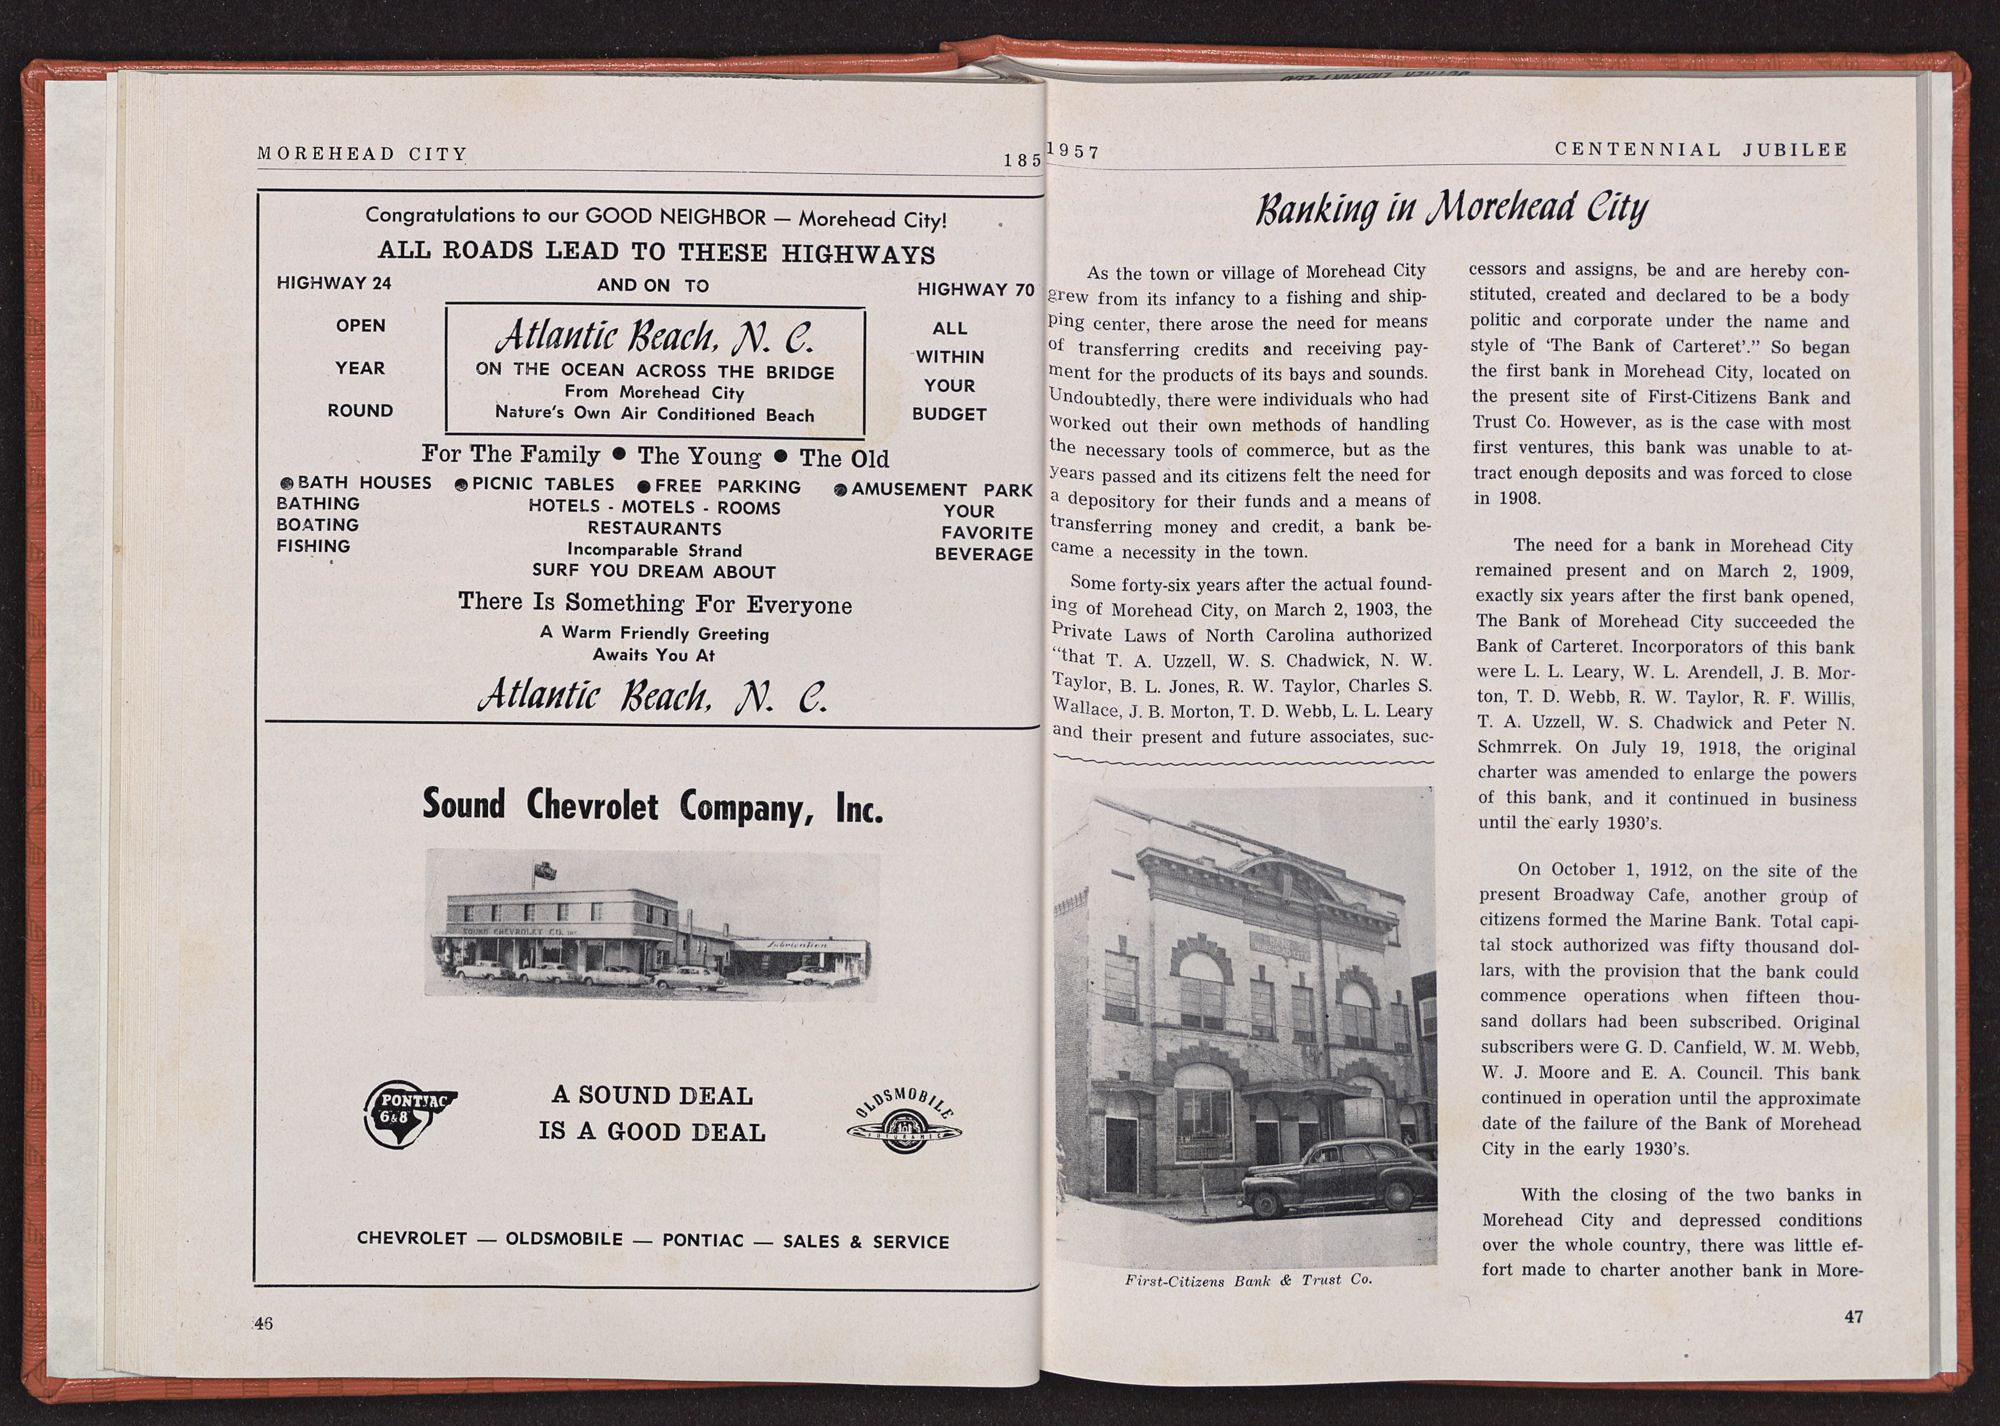 MOREHEAD CITY
185
Congratulations to our GOOD NEIGHBOR — Morehead City!
ALL ROADS LEAD TO THESE HIGHWAYS
HIGHWAY 24
AND ON TO
HIGHWAY 70
OPEN
YEAR
ROUND
Atlantic Beach, N. C.
ON THE OCEAN ACROSS THE BRIDGE
From Morehead City
Nature's Own Air Conditioned Beach
ALL
WITHIN
YOUR
BUDGET
For The Family ● The Young ● The Old
●BATH HOUSES ●PICNIC TABLES ●FREE PARKING ●AMUSEMENT PARK
BATHING
BOATING
FISHING
HOTELS - MOTELS - ROOMS
RESTAURANTS
Incomparable Strand
SURF YOU DREAM ABOUT
YOUR
FAVORITE
BEVERAGE
There Is Something For Everyone
A Warm Friendly Greeting
Awaits You At
Atlantic Beach, N. C.
Sound Chevrolet Company, Inc.
SOUND CHEVROLET CO. INC
Lubrication
PONTIAC
6&8
A SOUND DEAL
IS A GOOD DEAL
OLDSMOBILE
FUTURAMIC
CHEVROLET — OLDSMOBILE — PONTIAC — SALES & SERVICE
46
1957
CENTENNIAL JUBILEE
Banking in Morehead City
As the town or village of Morehead City
grew from its infancy to a fishing and ship-
ping center, there arose the need for means
of transferring credits and receiving pay-
ment for the products of its bays and sounds.
Undoubtedly, there were individuals who had
worked out their own methods of handling
the necessary tools of commerce, but as the
years passed and its citizens felt the need for
a depository for their funds and a means of
transferring money and credit, a bank be-
came a necessity in the town.
Some forty-six years after the actual found-
ing of Morehead City, on March 2, 1903, the
Private Laws of North Carolina authorized
"that T. A. Uzzell, W. S. Chadwick, N. W.
Taylor, B. L. Jones, R. W. Taylor, Charles S.
Wallace, J. B. Morton, T. D. Webb, L. L. Leary
and their present and future associates, suc-
First-Citizens Bank & Trust Co.
cessors and assigns, be and are hereby con-
stituted, created and declared to be a body
politic and corporate under the name and
style of 'The Bank of Carteret'." So began
the first bank in Morehead City, located on
the present site of First-Citizens Bank and
Trust Co. However, as is the case with most
first ventures, this bank was unable to at-
tract enough deposits and was forced to close
in 1908.
The need for a bank in Morehead City
remained present and on March 2, 1909,
exactly six years after the first bank opened,
The Bank of Morehead City succeeded the
Bank of Carteret. Incorporators of this bank
were L. L. Leary, W. L. Arendell, J. B. Mor-
ton, T. D. Webb, R. W. Taylor, R. F. Willis,
T. A. Uzzell, W. S. Chadwick and Peter N.
Schmrrek. On July 19, 1918, the original
charter was amended to enlarge the powers
of this bank, and it continued in business
until the early 1930's.
On October 1, 1912, on the site of the
present Broadway Cafe, another group of
citizens formed the Marine Bank. Total capi-
tal stock authorized was fifty thousand dol-
lars, with the provision that the bank could
commence operations when fifteen thou-
sand dollars had been subscribed. Original
subscribers were G. D. Canfield, W. M. Webb,
W. J. Moore and E. A. Council. This bank
continued in operation until the approximate
date of the failure of the Bank of Morehead
City in the early 1930's.
With the closing of the two banks in
Morehead City and depressed conditions
over the whole country, there was little ef-
fort made to charter another bank in More-
47